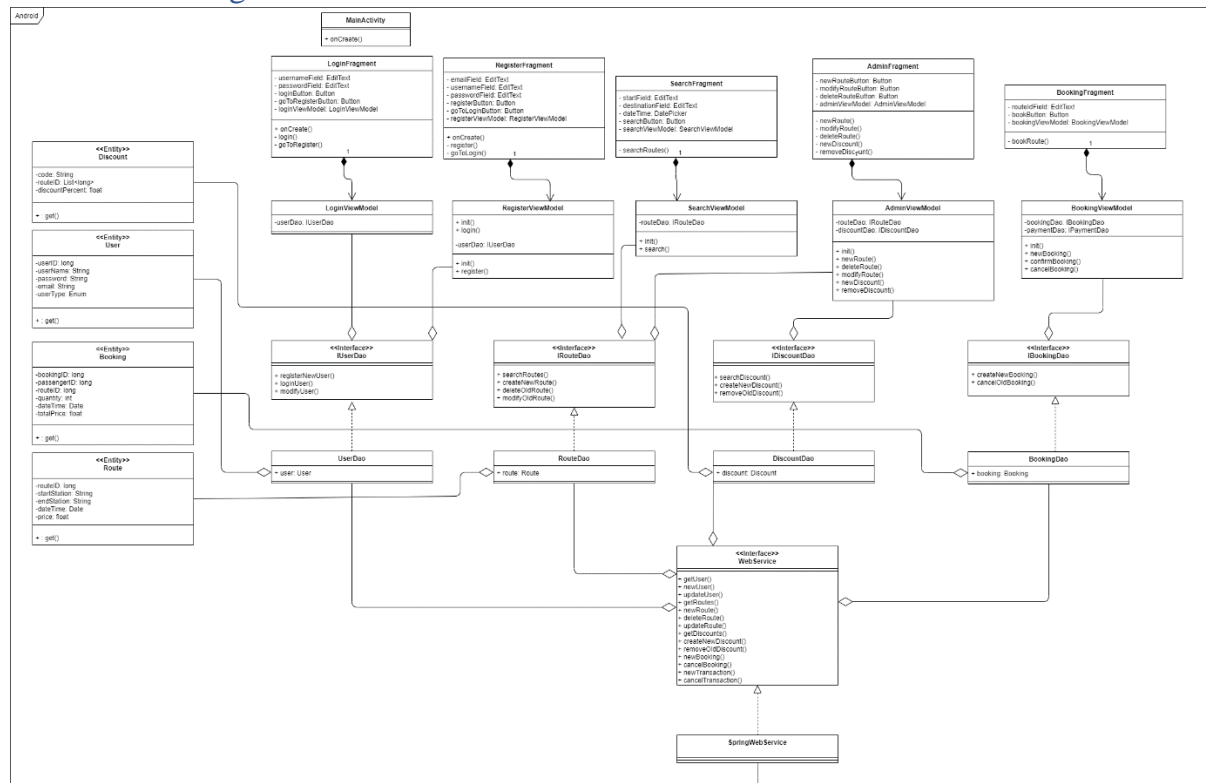 Android
MainActivity
+ onCreate()
LoginFragment
- usernameField: EditText
- passwordField: EditText
- loginButton: Button
- goToRegisterButton: Button
- loginViewModel: LoginViewModel
+ onCreate()
- login()
- goToRegister()
1
RegisterFragment
- emailField: EditText
- usernameField: EditText
- passwordField: EditText
- registerButton: Button
- goToLoginButton: Button
- registerViewModel: RegisterViewModel
+ onCreate()
- register()
- goToLogin()
1
SearchFragment
- startField: EditText
- destinationField: EditText
- dateTime: DatePicker
- searchButton: Button
- searchViewModel: SearchViewModel
- searchRoutes()
1
AdminFragment
- newRouteButton: Button
- modifyRouteButton: Button
- deleteRouteButton: Button
- adminViewModel: AdminViewModel
- newRoute()
- modifyRoute()
- deleteRoute()
- newDiscount()
- removeDiscount()
1
BookingFragment
- routeIdField: EditText
- bookButton: Button
- bookingViewModel: BookingViewModel
- bookRoute()
1
<<Entity>>
Discount
-code: String
-routeID: List<long>
-discountPercent: float
+ : get()
LoginViewModel
-userDao: IUserDao
RegisterViewModel
+ init()
+ login()
-userDao: IUserDao
+ init()
+ register()
SearchViewModel
-routeDao: IRouteDao
+ init()
+ search()
AdminViewModel
-routeDao: IRouteDao
-discountDao: IDiscountDao
+ init()
+ newRoute()
+ deleteRoute()
+ modifyRoute()
+ newDiscount()
+ removeDiscount()
BookingViewModel
-bookingDao: IBookingDao
-paymentDao: IPaymentDao
+ init()
+ newBooking()
+ confirmBooking()
+ cancelBooking()
<<Entity>>
User
-userID: long
-userName: String
-password: String
-email: String
-userType: Enum
+ : get()
<<Entity>>
Booking
-bookingID: long
-passengerID: long
-routeID: long
-quantity: int
-dateTime: Date
-totalPrice: float
+ : get()
<<Interface>>
IUserDao
+ registerNewUser()
+ loginUser()
+ modifyUser()
<<Interface>>
IRouteDao
+ searchRoutes()
+ createNewRoute()
+ deleteOldRoute()
+ modifyOldRoute()
<<Interface>>
IDiscountDao
+ searchDiscount()
+ createNewDiscount()
+ removeOldDiscount()
<<Interface>>
IBookingDao
+ createNewBooking()
+ cancelOldBooking()
<<Entity>>
Route
-routeID: long
-startStation: String
-endStation: String
-dateTime: Date
-price: float
+ : get()
UserDao
+ user: User
RouteDao
+ route: Route
DiscountDao
+ discount: Discount
BookingDao
+ booking: Booking
<<Interface>>
WebService
+ getUser()
+ newUser()
+ updateUser()
+ getRoutes()
+ newRoute()
+ deleteRoute()
+ updateRoute()
+ getDiscounts()
+ createNewDiscount()
+ removeOldDiscount()
+ newBooking()
+ cancelBooking()
+ newTransaction()
+ cancelTransaction()
SpringWebService